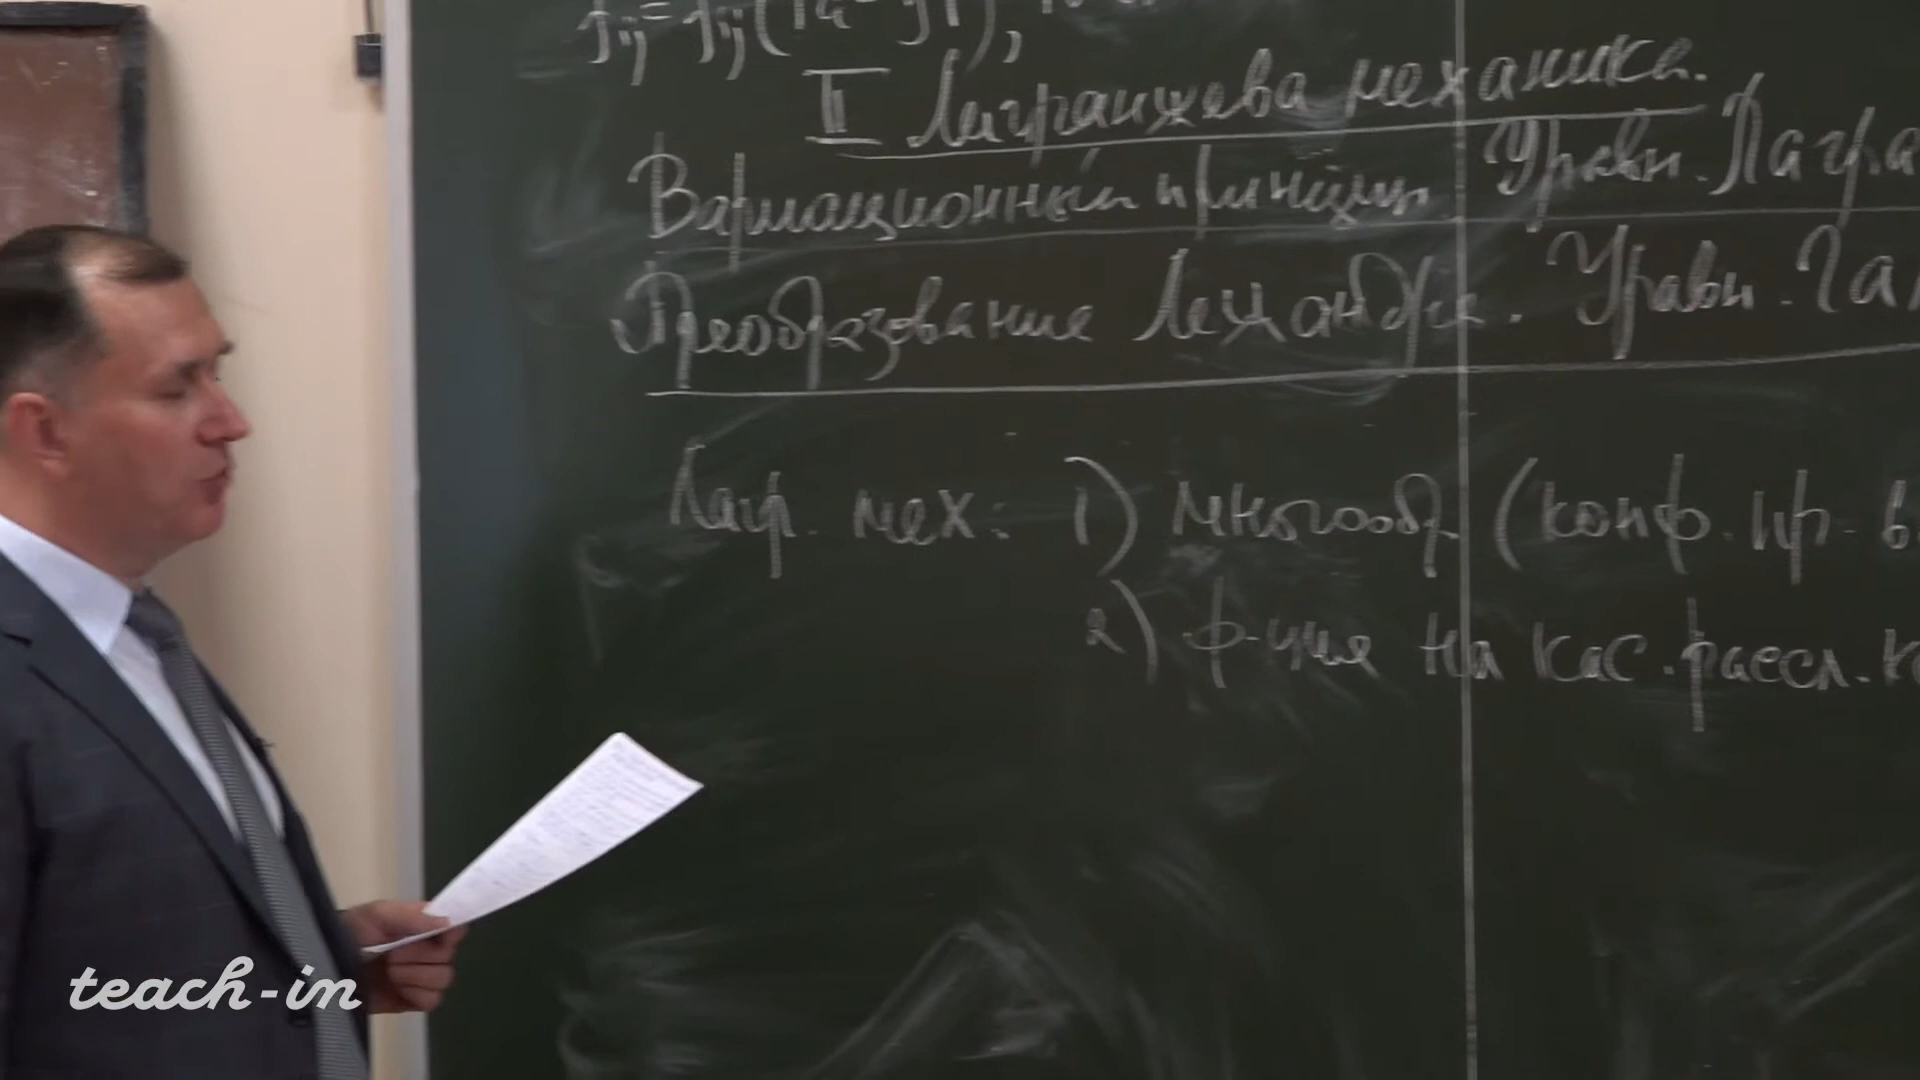 II Лагранжева механика.
Вариационный принцип Уравн. Лагра
Преобразование Лежандра. Уравн. Га
Лагр. мех: 1) многообр (конф. пр-в
2) ф-ция на кас. рассл. к
teach-in